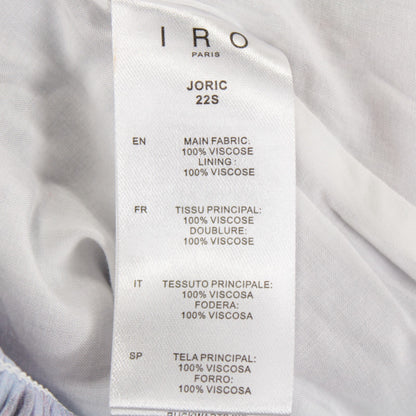 IRO
PARIS
JORIC
22S
EN MAIN FABRIC:
100% VISCOSE
LINING :
100% VISCOSE
FR TISSU PRINCIPAL:
100% VISCOSE
DOUBLURE:
100% VISCOSE
IT TESSUTO PRINCIPALE:
100% VISCOSA
FODERA:
100% VISCOSA
SP TELA PRINCIPAL:
100% VISCOSA
FORRO:
100% VISCOSA